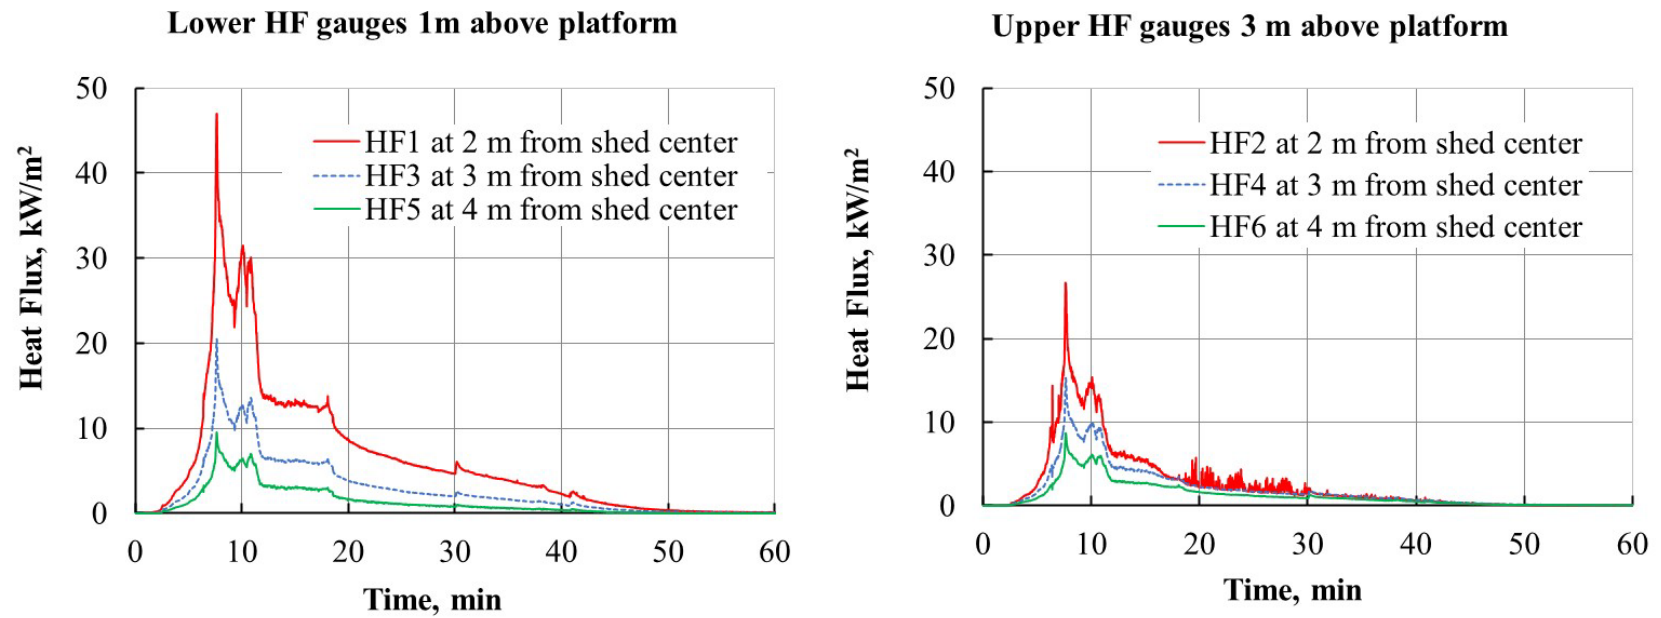 Lower HF gauges 1m above platform
Heat Flux, kW/m²
50
40
30
20
10
0
HF1 at 2 m from shed center
HF3 at 3 m from shed center
HF5 at 4 m from shed center
0 10 20 30 40 50 60
Time, min
Upper HF gauges 3 m above platform
Heat Flux, kW/m²
50
40
30
20
10
0
HF2 at 2 m from shed center
HF4 at 3 m from shed center
HF6 at 4 m from shed center
0 10 20 30 40 50 60
Time, min